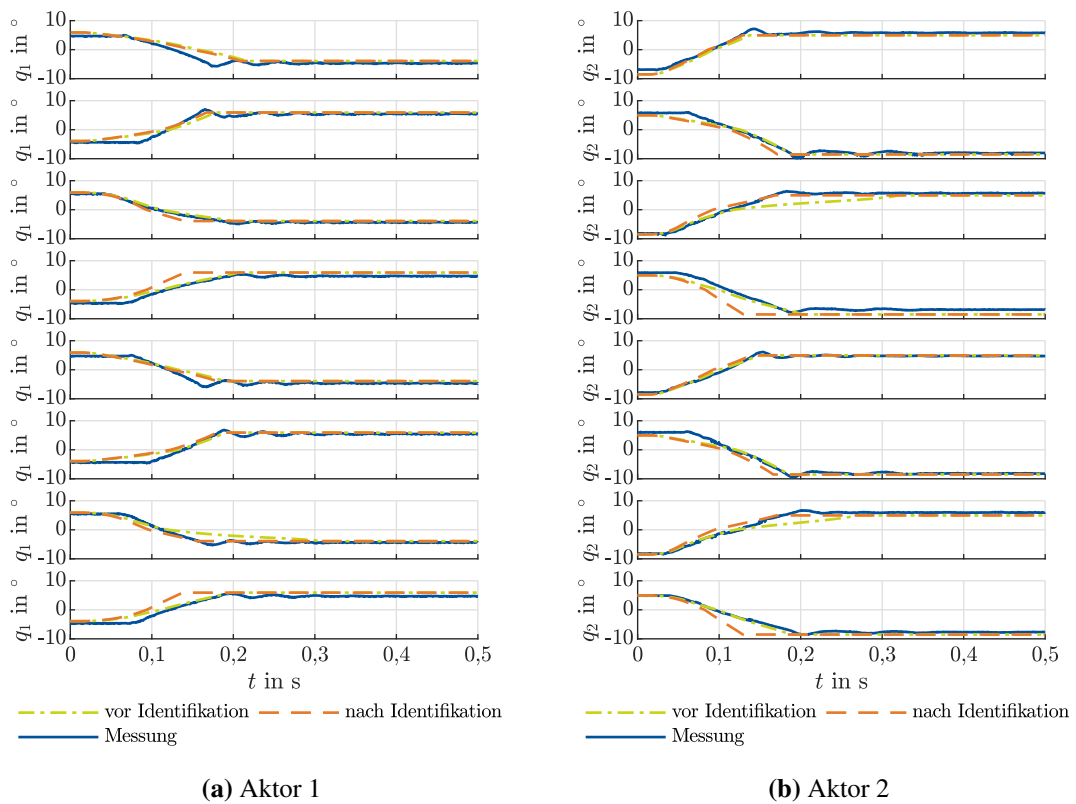 q₁ in °
10
0
-10
q₁ in °
10
0
-10
q₁ in °
10
0
-10
q₁ in °
10
0
-10
q₁ in °
10
0
-10
q₁ in °
10
0
-10
q₁ in °
10
0
-10
q₁ in °
10
0
-10
0 0,1 0,2 0,3 0,4 0,5
t in s
vor Identifikation nach Identifikation
Messung
(a) Aktor 1
q₂ in °
10
0
-10
q₂ in °
10
0
-10
q₂ in °
10
0
-10
q₂ in °
10
0
-10
q₂ in °
10
0
-10
q₂ in °
10
0
-10
q₂ in °
10
0
-10
q₂ in °
10
0
-10
0 0,1 0,2 0,3 0,4 0,5
t in s
vor Identifikation nach Identifikation
Messung
(b) Aktor 2